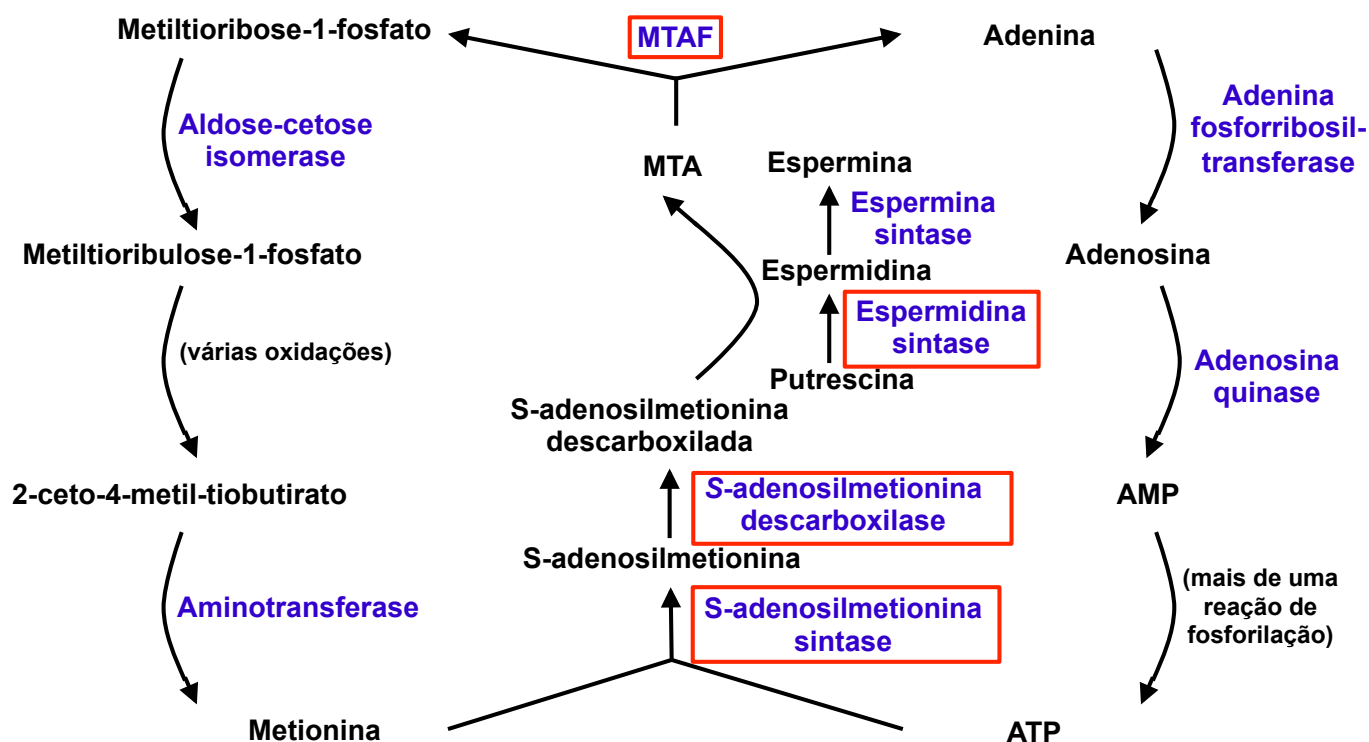 Metiltioribose-1-fosfato
MTAF
Adenina
Aldose-cetose
isomerase
Adenina
fosforribosil-
transferase
MTA
Espermina
Espermina
sintase
Metiltioribulose-1-fosfato
Espermidina
Adenosina
Espermidina
sintase
(várias oxidações)
Putrescina
Adenosina
quinase
S-adenosilmetionina
descarboxilada
2-ceto-4-metil-tiobutirato
S-adenosilmetionina
descarboxilase
AMP
S-adenosilmetionina
Aminotransferase
S-adenosilmetionina
sintase
(mais de uma
reação de
fosforilação)
Metionina
ATP